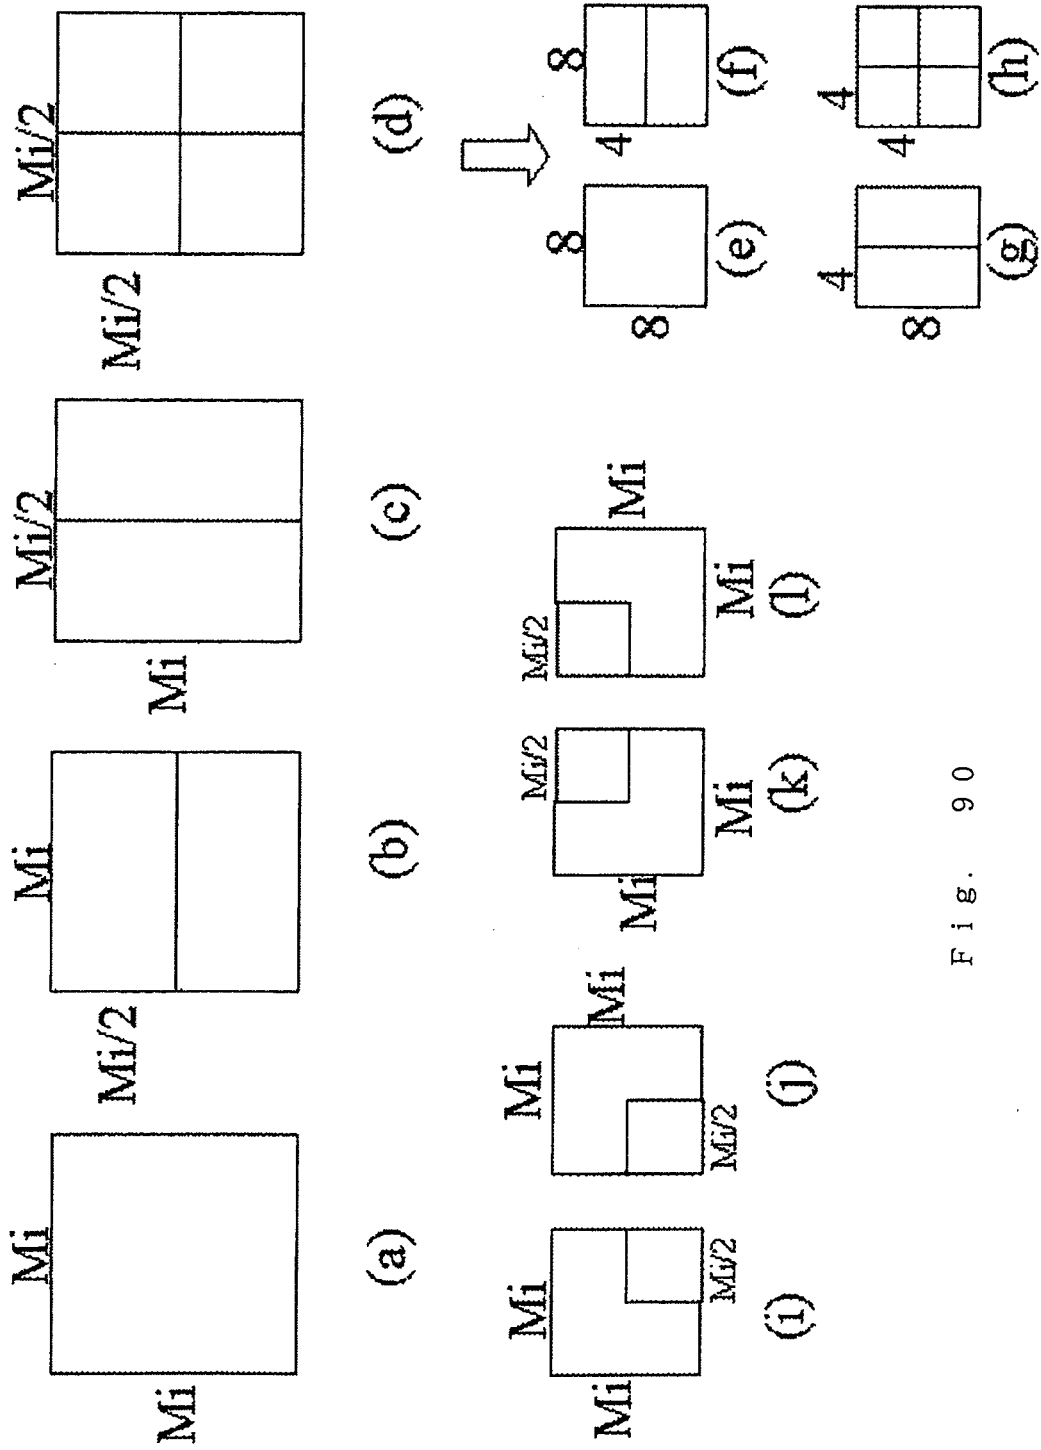 Mi Mi Mi/2 Mi/2
Mi Mi/2 Mi Mi/2
(a) (b) (c) (d)
Mi Mi Mi/2 Mi/2
Mi Mi Mi Mi
Mi/2 Mi/2 Mi Mi
(i) (j) (k) (l)
8 8
8 4
(e) (f)
4 4
8 4
(g) (h)
Fig. 90